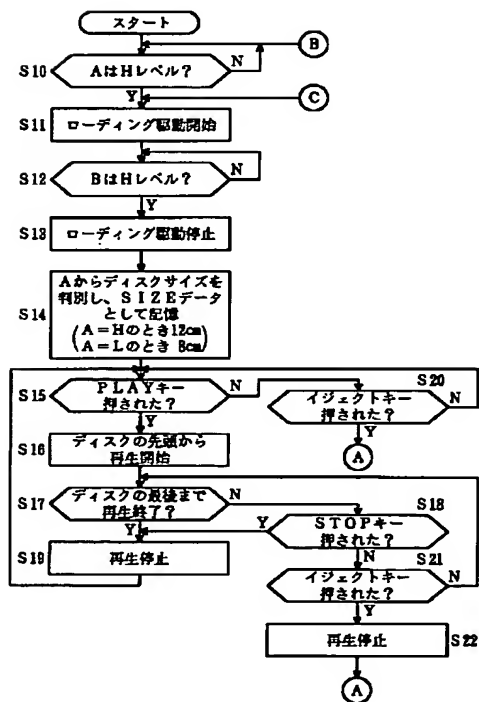 スタート
B
S10
AはHレベル?
N
Y
C
S11
ローディング駆動開始
S12
BはHレベル?
N
Y
S13
ローディング駆動停止
S14
Aからディスクサイズを
判別し、SIZEデータ
として記憶
(A=Hのとき12cm)
(A=Lのとき 8cm)
S15
PLAYキー
押された?
N
Y
S20
イジェクトキー
押された?
N
Y
A
S16
ディスクの先頭から
再生開始
S17
ディスクの最後まで
再生終了?
N
Y
S18
STOPキー
押された?
Y
N
S19
再生停止
S21
イジェクトキー
押された?
N
Y
再生停止
S22
A